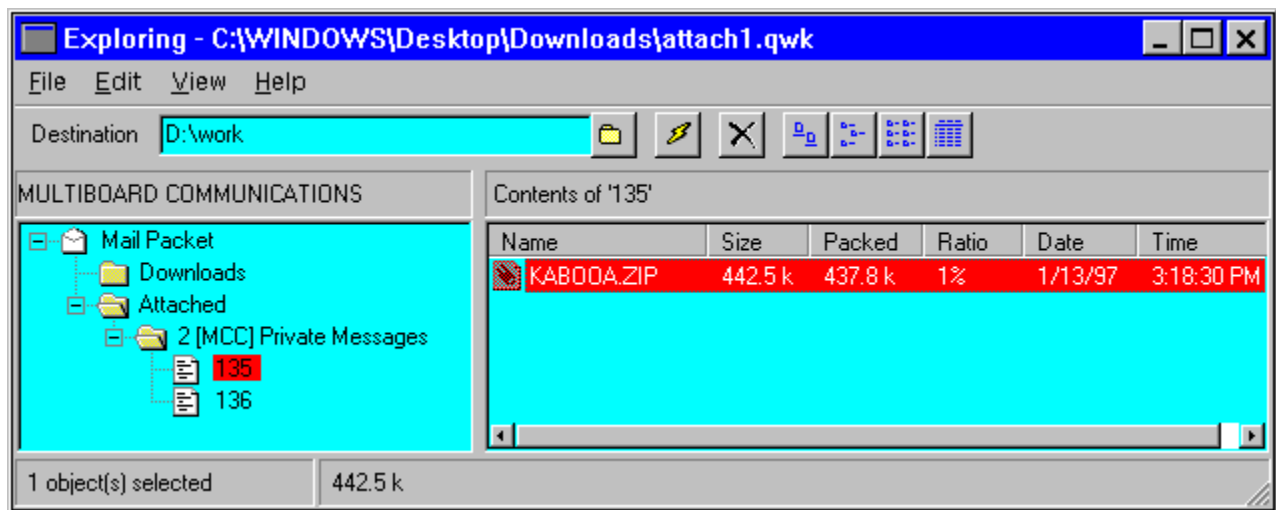 Exploring - C:\WINDOWS\Desktop\Downloads\attach1.qwk
File Edit View Help
Destination D:\work
MULTIBOARD COMMUNICATIONS
Contents of '135'
Mail Packet
Downloads
Attached
2 [MCC] Private Messages
135
136
Name Size Packed Ratio Date Time
KABOOA.ZIP 442.5 k 437.8 k 1% 1/13/97 3:18:30 PM
1 object(s) selected 442.5 k